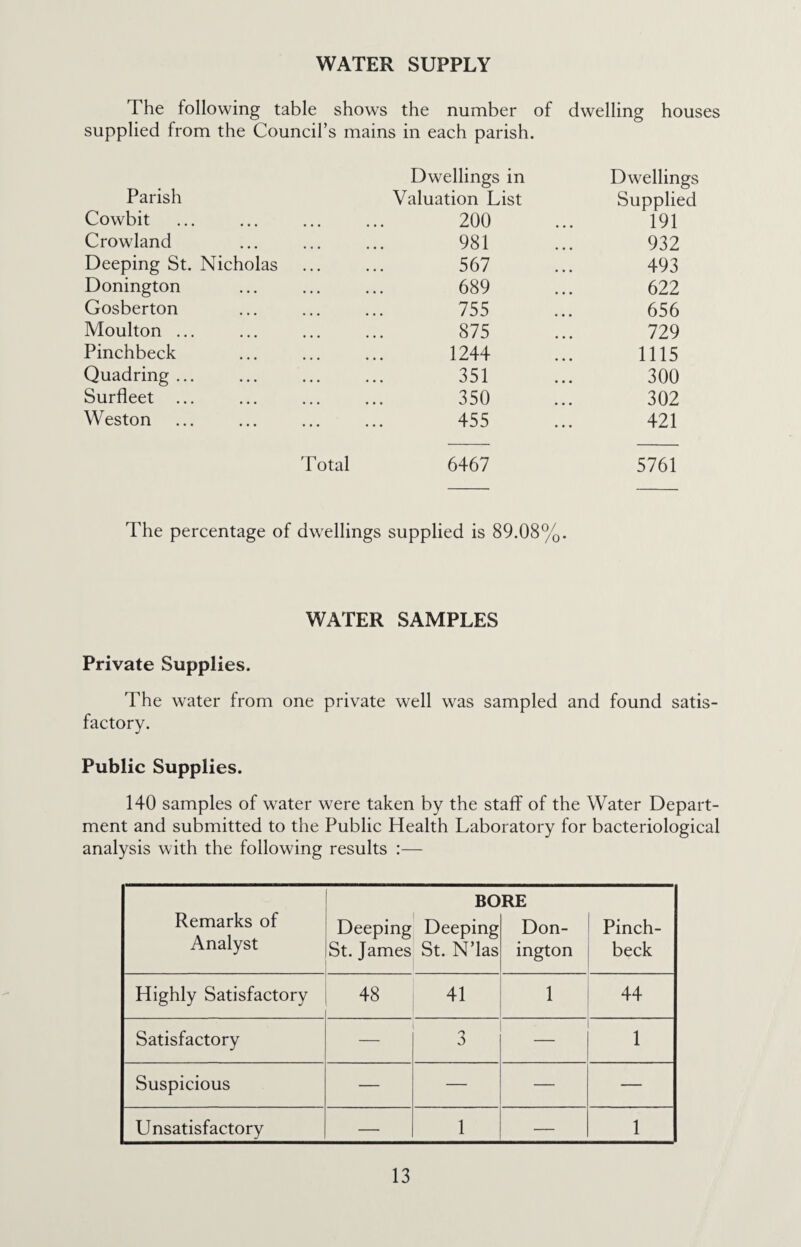 WATER SUPPLY
The following table shows the number of dwelling houses
supplied from the Council's mains in each parish.
Parish Dwellings in Valuation List Dwellings Supplied
Cowbit ... ... ... ... 200 ... 191
Crowland ... ... ... 981 ... 932
Deeping St. Nicholas ... ... 567 ... 493
Donington ... ... ... 689 ... 622
Gosberton ... ... ... 755 ... 656
Moulton ... ... ... ... 875 ... 729
Pinchbeck ... ... ... 1244 ... 1115
Quadring ... ... ... ... 351 ... 300
Surfleet ... ... ... ... 350 ... 302
Weston ... ... ... ... 455 ... 421
Total 6467 5761
The percentage of dwellings supplied is 89.08%.
WATER SAMPLES
Private Supplies.
The water from one private well was sampled and found satis-
factory.
Public Supplies.
140 samples of water were taken by the staff of the Water Depart-
ment and submitted to the Public Health Laboratory for bacteriological
analysis with the following results :—
BORE
Remarks of Analyst Deeping St. James Deeping St. N'las Don-ington Pinch-beck
Highly Satisfactory 48 41 1 44
Satisfactory — 3 — 1
Suspicious — — — —
Unsatisfactory — 1 — 1
13